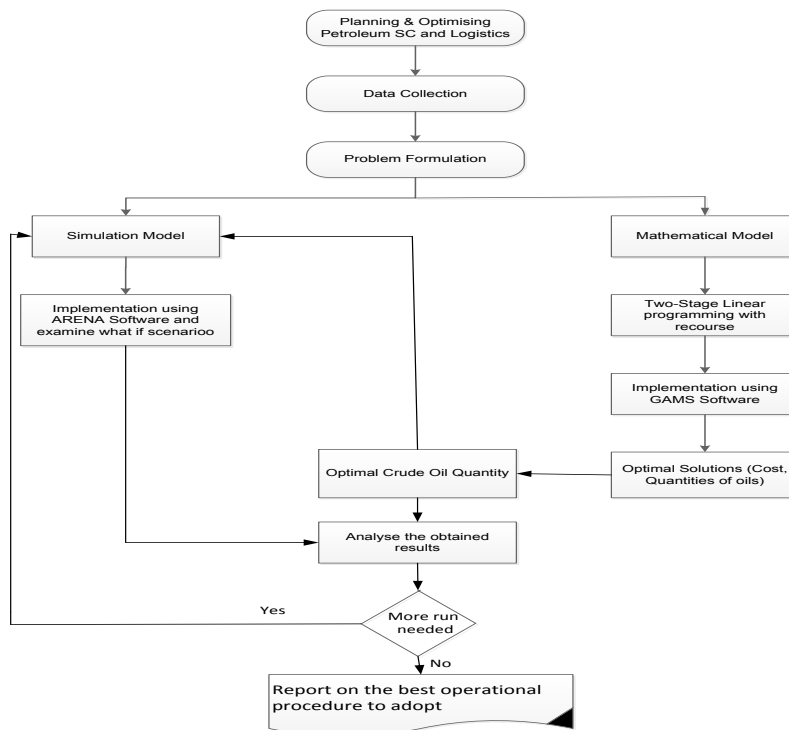 Planning & Optimising
Petroleum SC and Logistics
Data Collection
Problem Formulation
Simulation Model
Mathematical Model
Implementation using
ARENA Software and
examine what if scenarioo
Two-Stage Linear
programming with
recourse
Implementation using
GAMS Software
Optimal Crude Oil Quantity
Optimal Solutions (Cost,
Quantities of oils)
Analyse the obtained
results
Yes
More run
needed
No
Report on the best operational
procedure to adopt